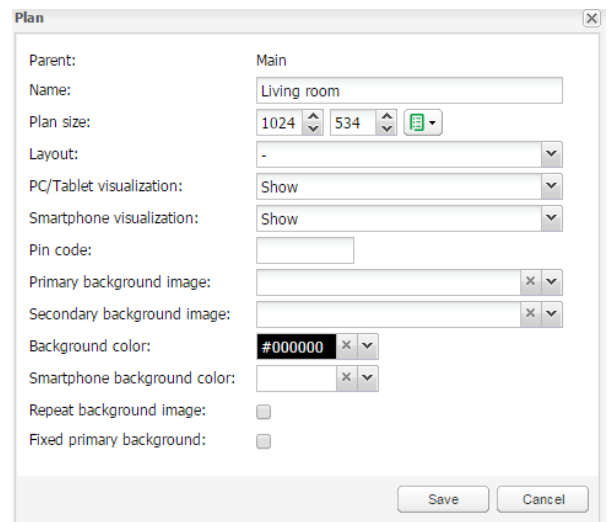 Plan
Parent: Main
Name: Living room
Plan size: 1024 534
Layout: -
PC/Tablet visualization: Show
Smartphone visualization: Show
Pin code:
Primary background image:
Secondary background image:
Background color: #000000
Smartphone background color:
Repeat background image:
Fixed primary background:
Save Cancel